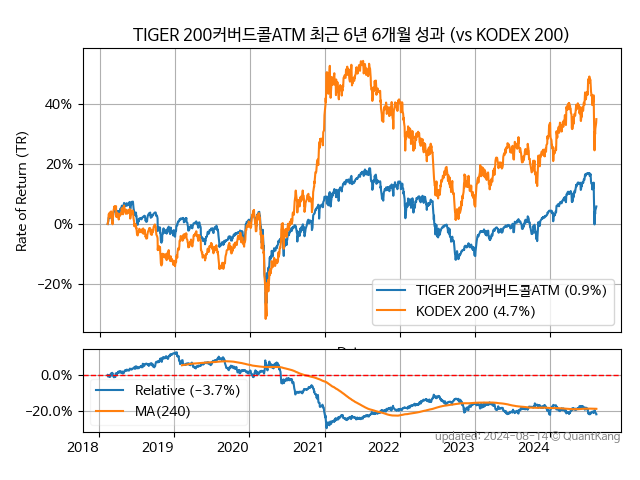 TIGER 200커버드콜ATM 최근 6년 6개월 성과 (vs KODEX 200)
Rate of Return (TR)
40%
20%
0%
−20%
TIGER 200커버드콜ATM (0.9%)
KODEX 200 (4.7%)
0.0%
−20.0%
Relative (−3.7%)
MA(240)
2018 2019 2020 2021 2022 2023 2024
updated: 2024-08-14 © QuantKang